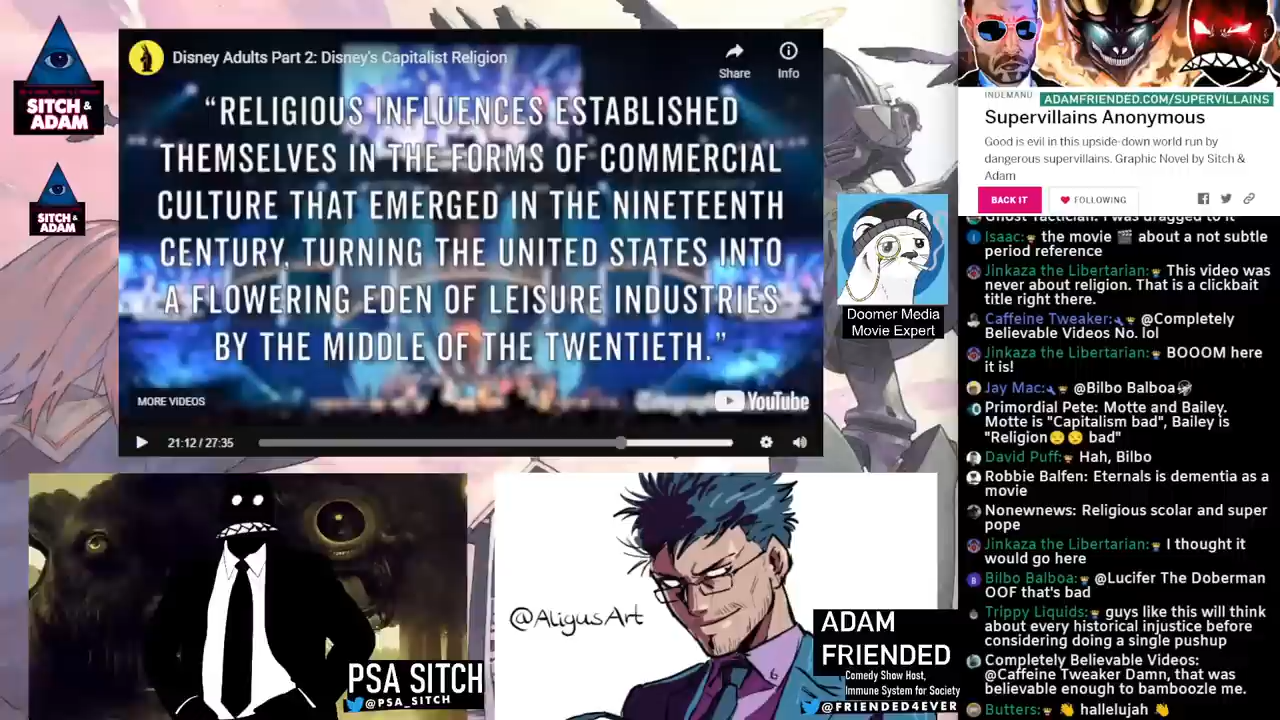 SITCH &
ADAM
SITCH &
ADAM
Disney Adults Part 2: Disney's Capitalist Religion
Share
Info
“RELIGIOUS INFLUENCES ESTABLISHED
THEMSELVES IN THE FORMS OF COMMERCIAL
CULTURE THAT EMERGED IN THE NINETEENTH
CENTURY, TURNING THE UNITED STATES INTO
A FLOWERING EDEN OF LEISURE INDUSTRIES
BY THE MIDDLE OF THE TWENTIETH.”
MORE VIDEOS
YouTube
21:12 / 27:35
Doomer Media
Movie Expert
PSA SITCH
@PSA_SITCH
@AligusArt
ADAM
FRIENDED
Comedy Show Host,
Immune System for Society
@FRIENDED4EVER
INDEMAND
ADAMFRIENDED.COM/SUPERVILLAINS
Supervillains Anonymous
Good is evil in this upside-down world run by
dangerous supervillains. Graphic Novel by Sitch &
Adam
BACK IT
FOLLOWING
Ghost Tactician: I was dragged to it
Isaac: the movie 🎬 about a not subtle
period reference
Jinkaza the Libertarian: This video was
never about religion. That is a clickbait
title right there.
Caffeine Tweaker: @Completely
Believable Videos No. lol
Jinkaza the Libertarian: BOOOM here
it is!
Jay Mac: @Bilbo Balboa
Primordial Pete: Motte and Bailey.
Motte is "Capitalism bad", Bailey is
"Religion😔😔 bad"
David Puff: Hah, Bilbo
Robbie Balfen: Eternals is dementia as a
movie
Nonewnews: Religious scolar and super
pope
Jinkaza the Libertarian: I thought it
would go here
Bilbo Balboa: @Lucifer The Doberman
OOF that's bad
Trippy Liquids: guys like this will think
about every historical injustice before
considering doing a single pushup
Completely Believable Videos:
@Caffeine Tweaker Damn, that was
believable enough to bamboozle me.
Butters: 👏 hallelujah 👏